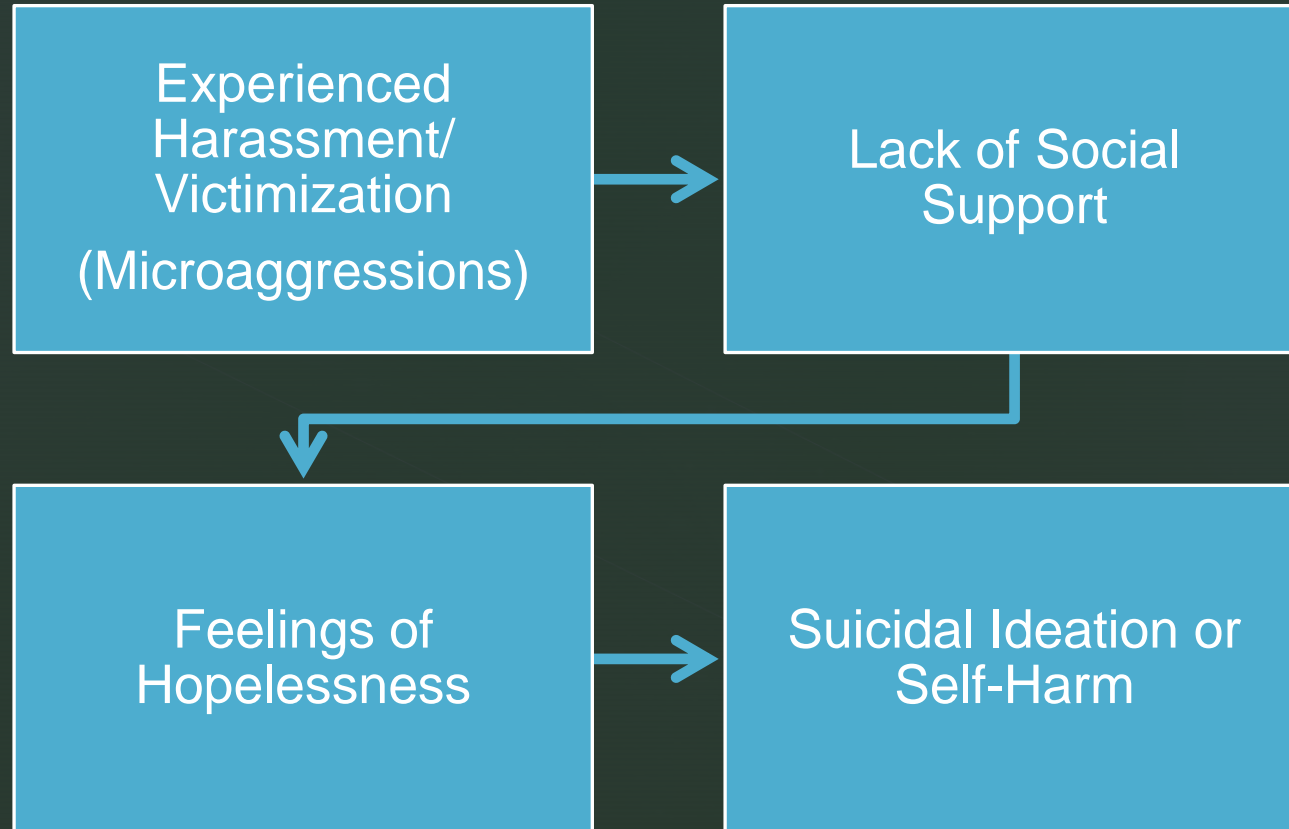 Experienced
Harassment/
Victimization
(Microaggressions)
Lack of Social
Support
Feelings of
Hopelessness
Suicidal Ideation or
Self-Harm